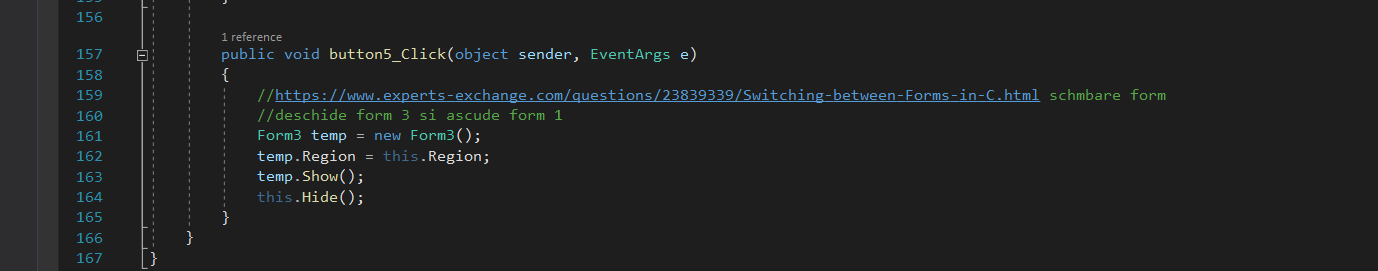 156
1 reference
157 public void button5_Click(object sender, EventArgs e)
158 {
159 //https://www.experts-exchange.com/questions/23839339/Switching-between-Forms-in-C.html schmbare form
160 //deschide form 3 si ascude form 1
161 Form3 temp = new Form3();
162 temp.Region = this.Region;
163 temp.Show();
164 this.Hide();
165 }
166 }
167 }